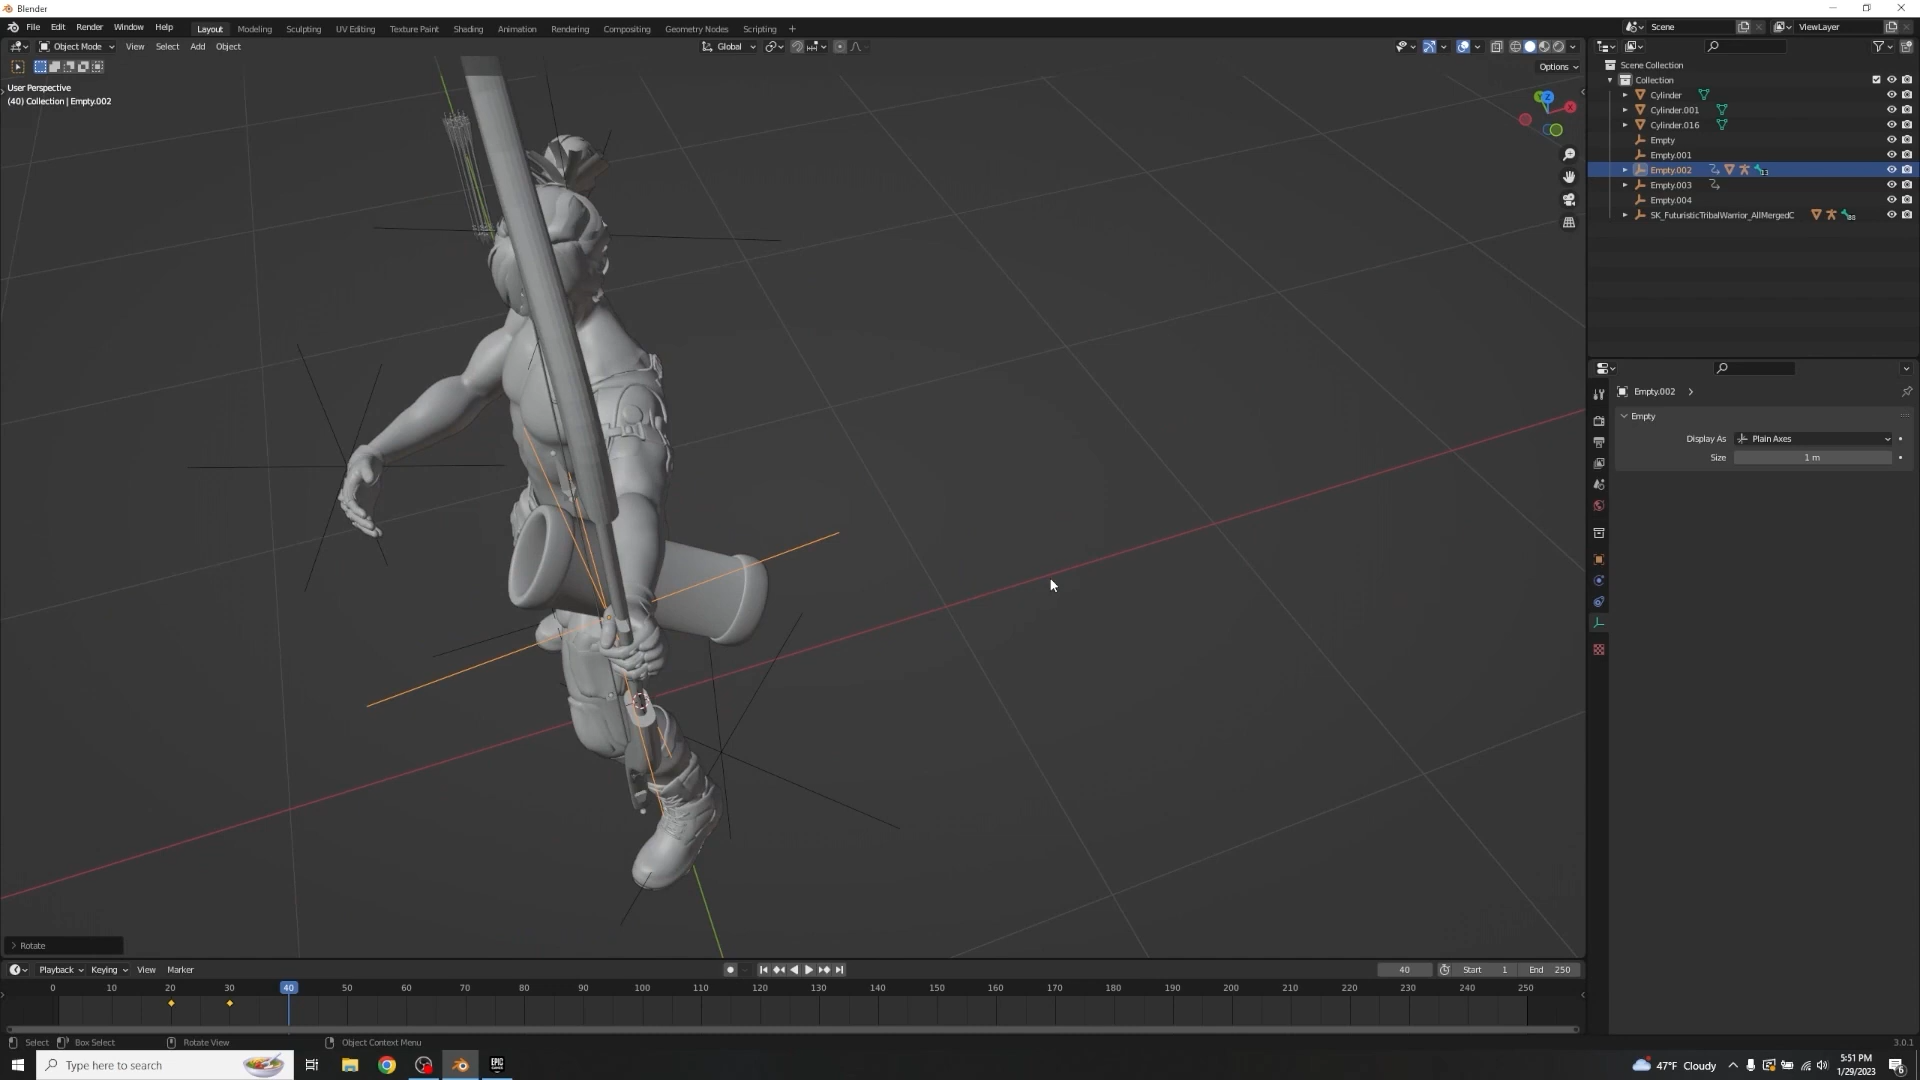 Blender
File Edit Render Window Help
Layout Modeling Sculpting UV Editing Texture Paint Shading Animation Rendering Compositing Geometry Nodes Scripting +
Scene
ViewLayer
Object Mode View Select Add Object
Global
Options
User Perspective
(40) Collection | Empty.002
Z
X
Scene Collection
Collection
Cylinder
Cylinder.001
Cylinder.016
Empty
Empty.001
Empty.002
13
Empty.003
Empty.004
SK_FuturisticTribalWarrior_AllMergedC
Empty.002
Empty
Display As Plain Axes
Size 1 m
Rotate
Playback Keying View Marker
40 Start 1 End 250
0 10 20 30 40 50 60 70 80 90 100 110 120 130 140 150 160 170 180 190 200 210 220 230 240 250
Select Box Select Rotate View Object Context Menu
3.0.1
Type here to search
EPIC GAMES
47°F Cloudy
5:51 PM
1/29/2023
6